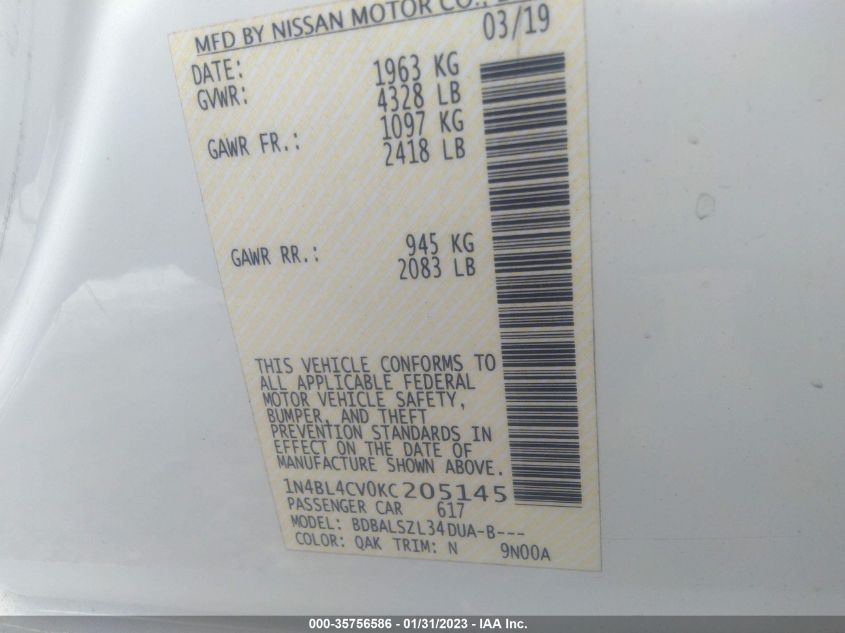 MFD BY NISSAN MOTOR CO.,
DATE: 03/19
GVWR: 1963 KG
4328 LB
GAWR FR.: 1097 KG
2418 LB
GAWR RR.: 945 KG
2083 LB
THIS VEHICLE CONFORMS TO
ALL APPLICABLE FEDERAL
MOTOR VEHICLE SAFETY,
BUMPER, AND THEFT
PREVENTION STANDARDS IN
EFFECT ON THE DATE OF
MANUFACTURE SHOWN ABOVE.
1N4BL4CV0KC205145
PASSENGER CAR 617
MODEL: BDBALSZL34DUA-B---
COLOR: QAK TRIM: N 9N00A
000-35756586 - 01/31/2023 - IAA Inc.